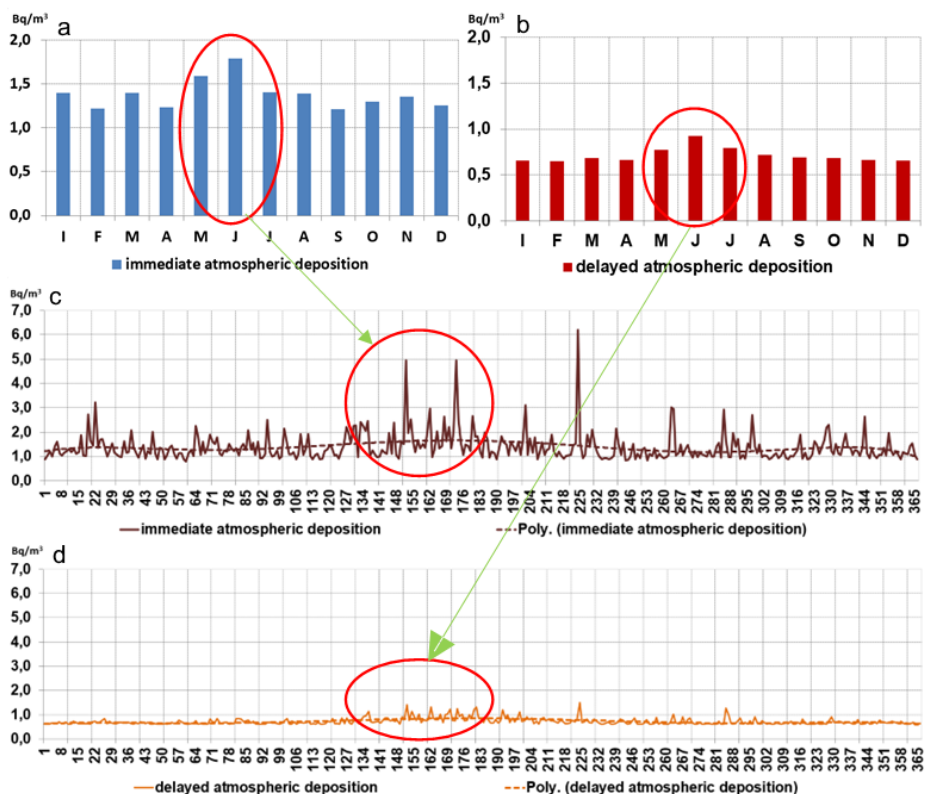 Bq/m³
a
2,0
1,5
1,0
0,5
0,0
I F M A M J J A S O N D
immediate atmospheric deposition
Bq/m³
b
2,0
1,5
1,0
0,5
0,0
I F M A M J J A S O N D
delayed atmospheric deposition
Bq/m³
c
7,0
6,0
5,0
4,0
3,0
2,0
1,0
0,0
1 8 15 22 29 36 43 50 57 64 71 78 85 92 99 106 113 120 127 134 141 148 155 162 169 176 183 190 197 204 211 218 225 232 239 246 253 260 267 274 281 288 295 302 309 316 323 330 337 344 351 358 365
immediate atmospheric deposition
Poly. (immediate atmospheric deposition)
Bq/m³
d
7,0
6,0
5,0
4,0
3,0
2,0
1,0
0,0
1 8 15 22 29 36 43 50 57 64 71 78 85 92 99 106 113 120 127 134 141 148 155 162 169 176 183 190 197 204 211 218 225 232 239 246 253 260 267 274 281 288 295 302 309 316 323 330 337 344 351 358 365
delayed atmospheric deposition
Poly. (delayed atmospheric deposition)